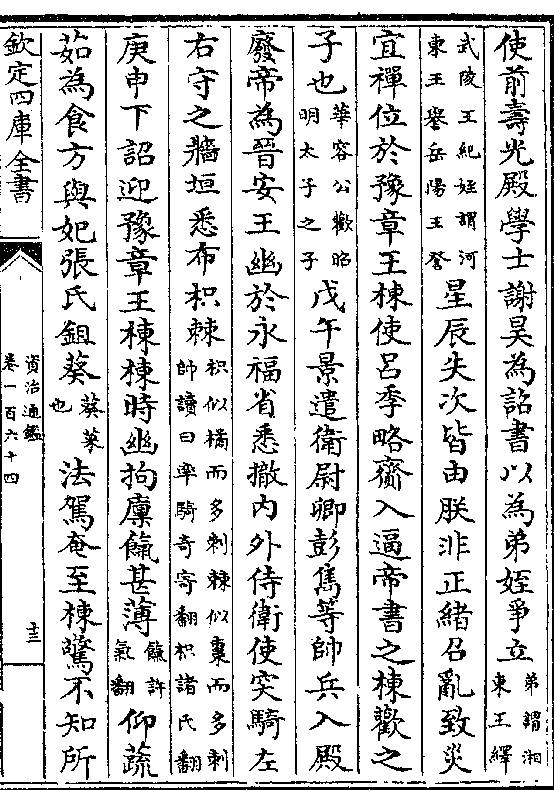 使前壽光殿學士謝昊為詔書以為弟姪爭立弟謂湘東王繹
武陵王紀姪謂河東王譽岳陽王詧星辰失次皆由朕非正緒召亂致災
宜禪位於豫章王棟使吕季略齎入逼帝書之棟歡之
子也華容公歡昭明太子之子戊午景遣衛尉卿彭雋等帥兵入殿
廢帝為晉安王幽於永福省悉撤内外侍衛使突騎左
右守之牆垣悉布枳棘枳似橘而多刺棘似棗而多刺帥讀曰率騎奇寄翻枳諸氏翻
庚申下詔迎豫章王棟棟時幽拘廩餼甚薄餼許氣翻仰蔬
茹為食方與妃張氏鉏葵葵菜也法駕奄至棟驚不知所
欽定四庫全書
資治通鑑
卷一百六十四
十三